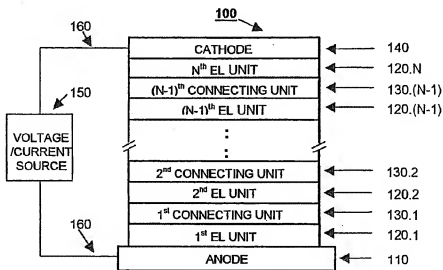 100
160
CATHODE 140
Nth EL UNIT 120.N
150
(N-1)th CONNECTING UNIT 130.(N-1)
(N-1)th EL UNIT 120.(N-1)
VOLTAGE
/CURRENT
SOURCE
2nd CONNECTING UNIT 130.2
2nd EL UNIT 120.2
160
1st CONNECTING UNIT 130.1
1st EL UNIT 120.1
ANODE 110